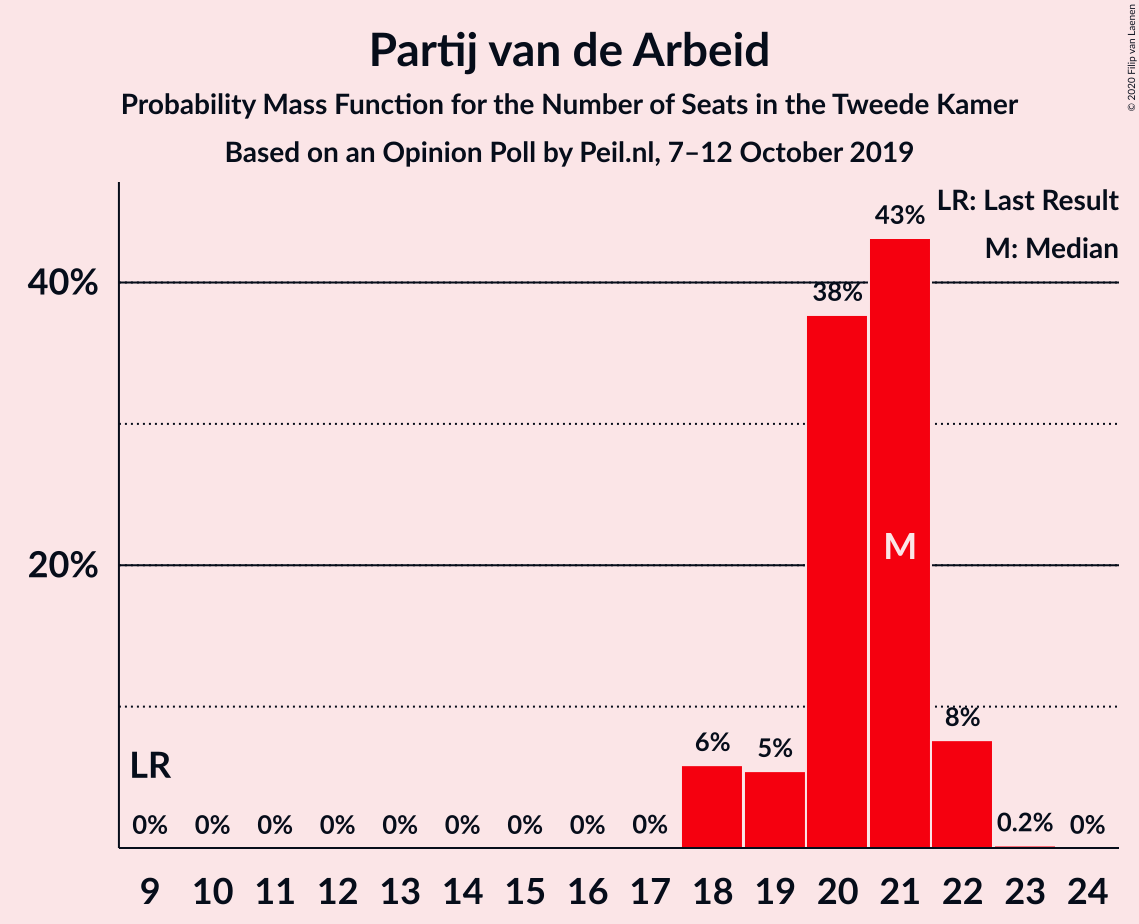 Partij van de Arbeid
Probability Mass Function for the Number of Seats in the Tweede Kamer
Based on an Opinion Poll by Peil.nl, 7–12 October 2019
© 2020 Filip van Laenen
LR: Last Result
M: Median
40%
20%
LR
0% 0% 0% 0% 0% 0% 0% 0% 0% 6% 5% 38% 43% 8% 0.2% 0%
M
9 10 11 12 13 14 15 16 17 18 19 20 21 22 23 24